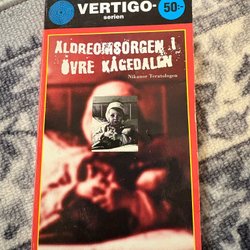 VERTIGO-
serien
50:-
ÄLDREOMSORGEN I
ÖVRE KÅGEDALEN
Nikanor Teratologen